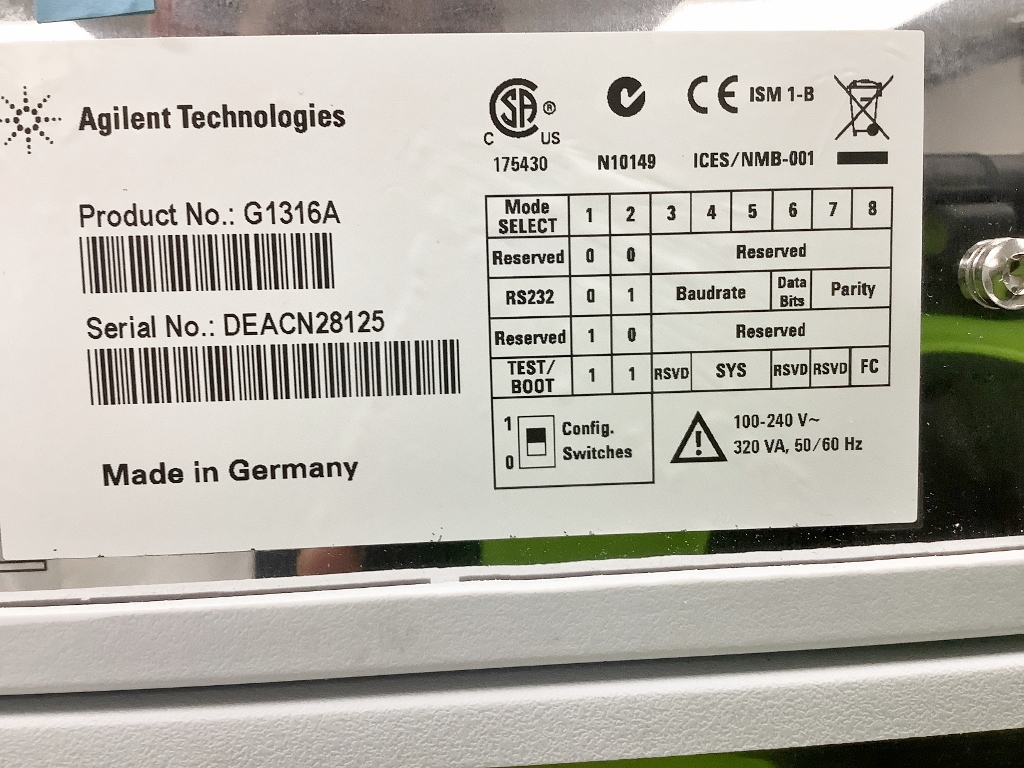 Agilent Technologies
Product No.: G1316A
Serial No.: DEACN28125
Made in Germany
C SA ® US
175430
N10149
CE ISM 1-B
ICES/NMB-001
Mode SELECT 1 2 3 4 5 6 7 8
Reserved 0 0 Reserved
RS232 0 1 Baudrate Data Bits Parity
Reserved 1 0 Reserved
TEST/BOOT 1 1 RSVD SYS RSVD RSVD FC
1
0
Config.
Switches
100-240 V~
320 VA, 50/60 Hz